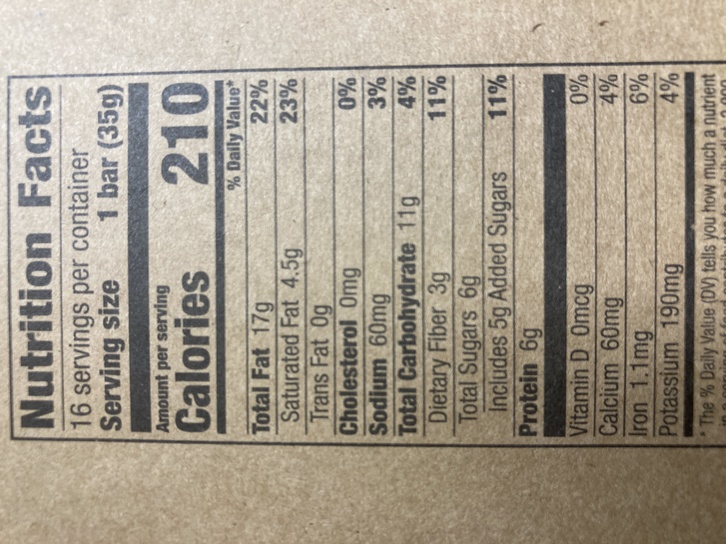 Nutrition Facts
16 servings per container
Serving size 1 bar (35g)
Amount per serving
Calories 210
% Daily Value*
Total Fat 17g 22%
Saturated Fat 4.5g 23%
Trans Fat 0g
Cholesterol 0mg 0%
Sodium 60mg 3%
Total Carbohydrate 11g 4%
Dietary Fiber 3g 11%
Total Sugars 6g
Includes 5g Added Sugars 11%
Protein 6g
Vitamin D 0mcg 0%
Calcium 60mg 4%
Iron 1.1mg 6%
Potassium 190mg 4%
* The % Daily Value (DV) tells you how much a nutrient